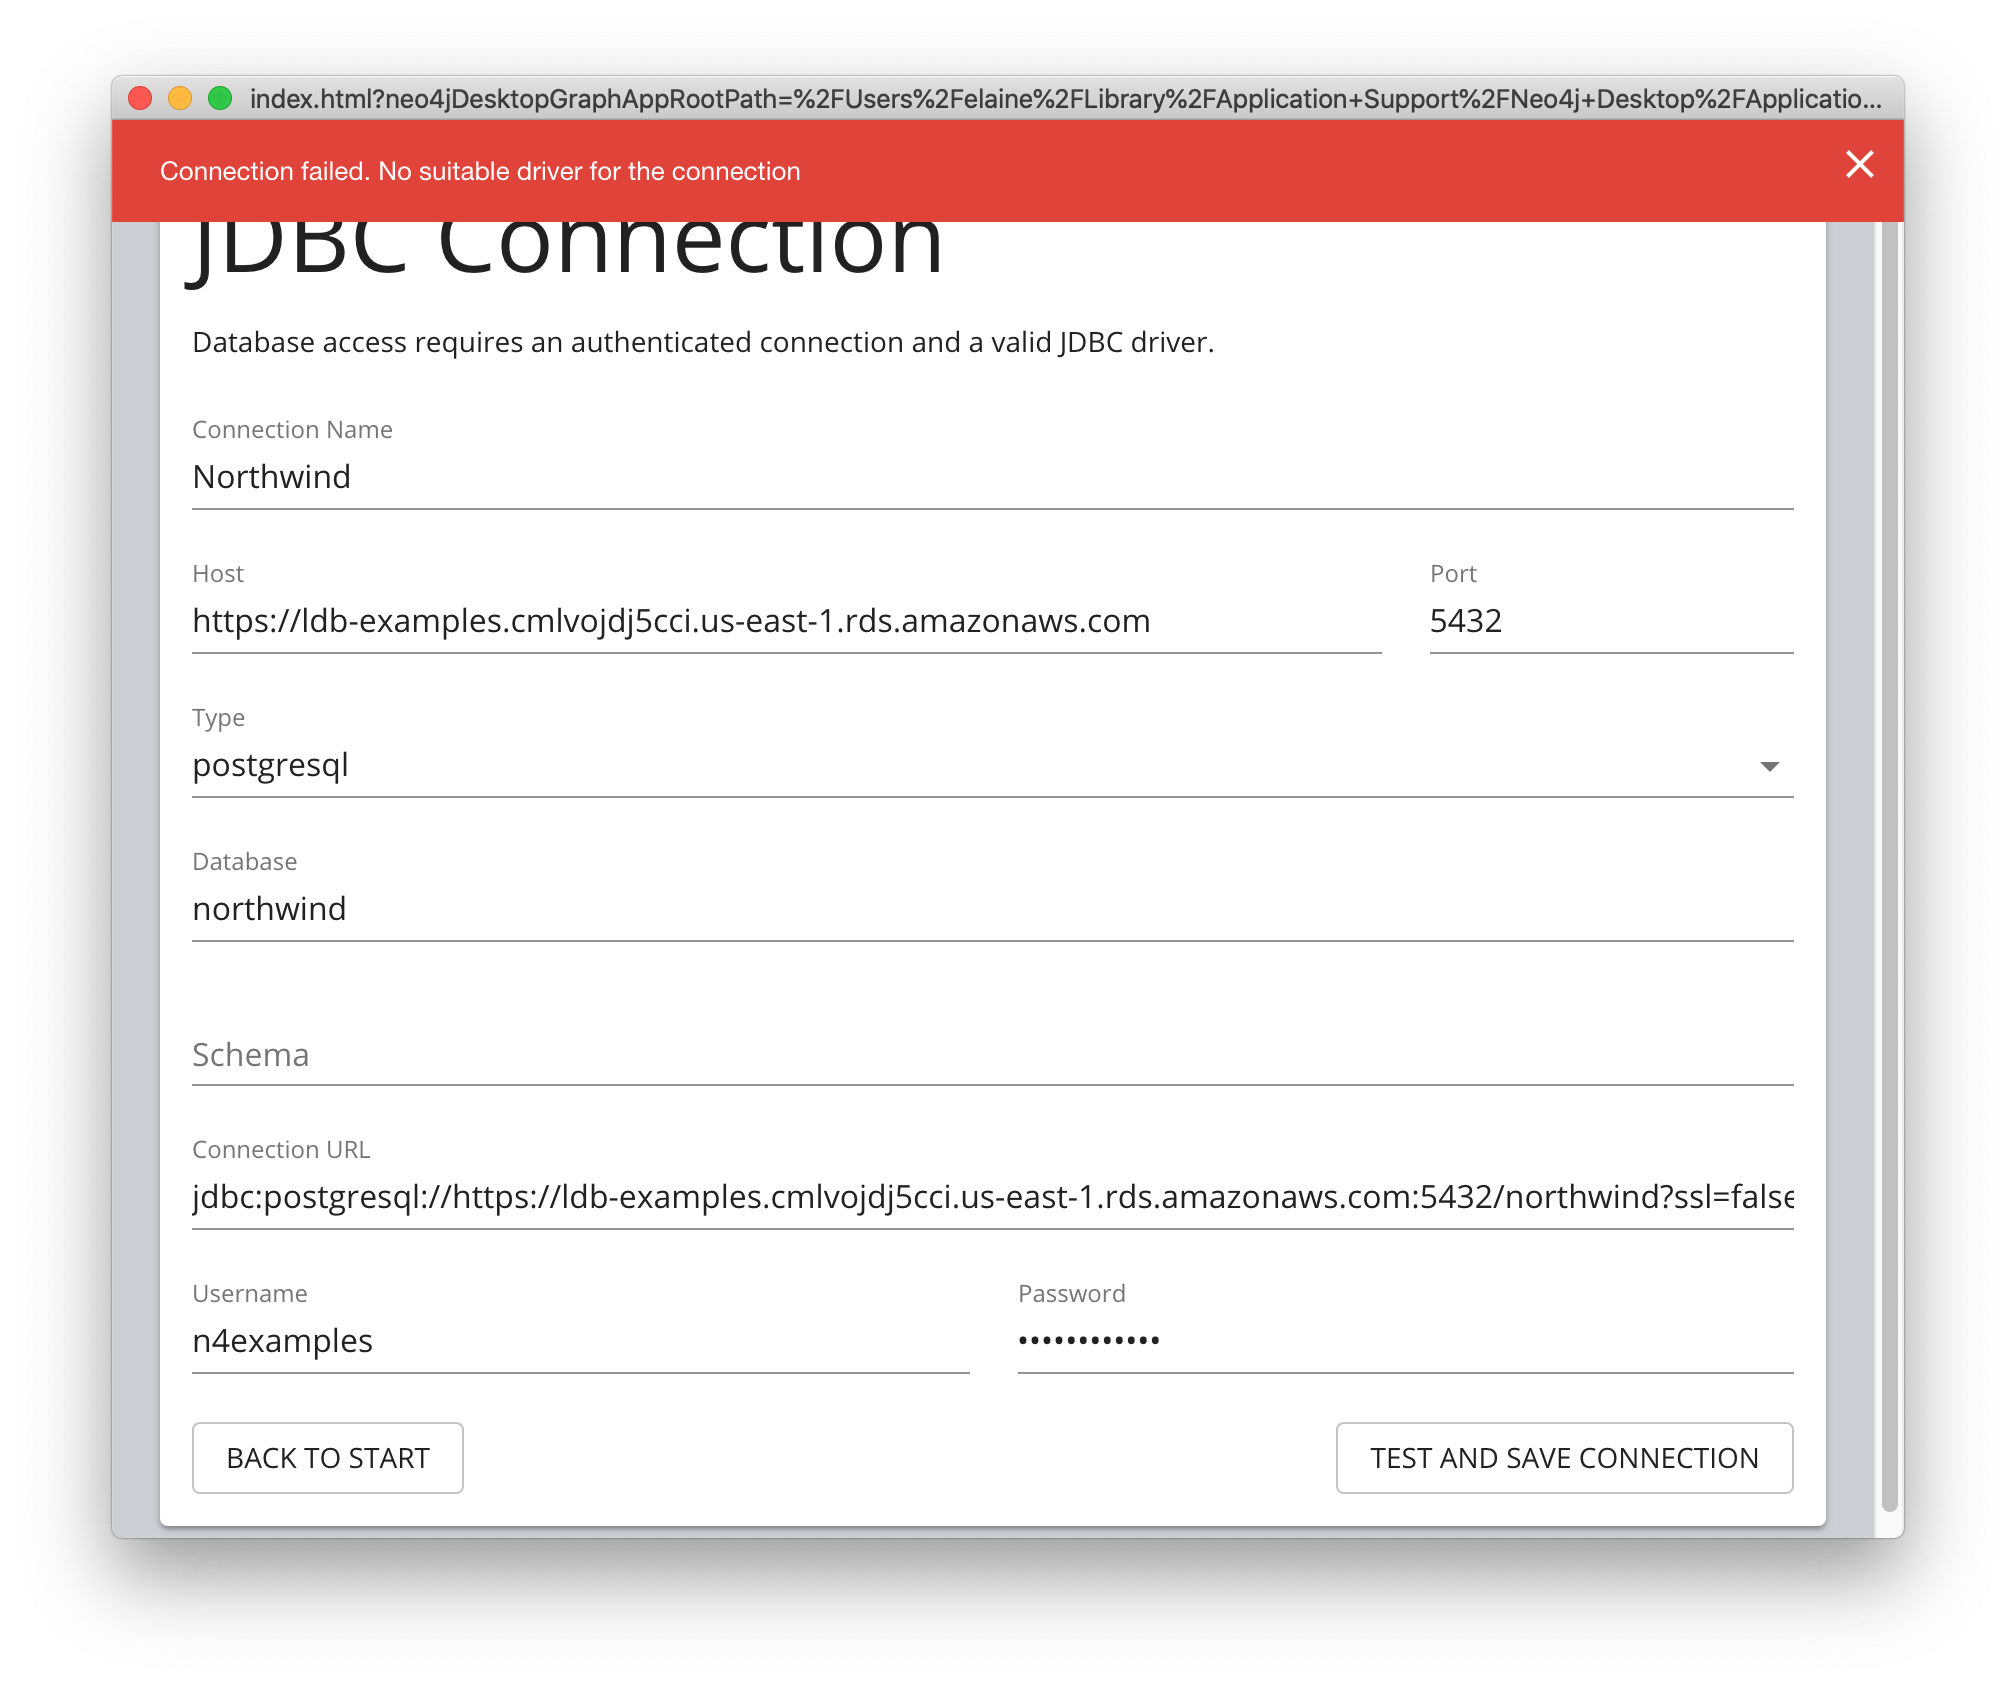 index.html?neo4jDesktopGraphAppRootPath=%2FUsers%2Felaine%2FLibrary%2FApplication+Support%2FNeo4j+Desktop%2FApplicatio...
Connection failed. No suitable driver for the connection
JDBC Connection
Database access requires an authenticated connection and a valid JDBC driver.
Connection Name
Northwind
Host
Port
https://ldb-examples.cmlvojdj5cci.us-east-1.rds.amazonaws.com
5432
Type
postgresql
Database
northwind
Schema
Connection URL
jdbc:postgresql://https://ldb-examples.cmlvojdj5cci.us-east-1.rds.amazonaws.com:5432/northwind?ssl=false
Username
Password
n4examples
••••••••••••
BACK TO START
TEST AND SAVE CONNECTION